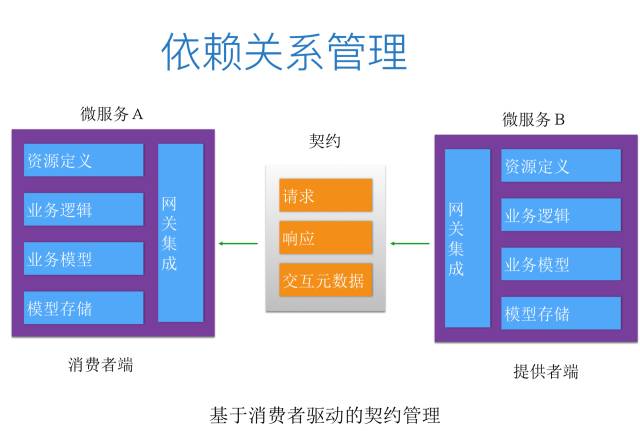 依赖关系管理
微服务A
资源定义
业务逻辑
业务模型
模型存储
网关集成
消费者端
契约
请求
响应
交互元数据
微服务B
网关集成
资源定义
业务逻辑
业务模型
模型存储
提供者端
基于消费者驱动的契约管理